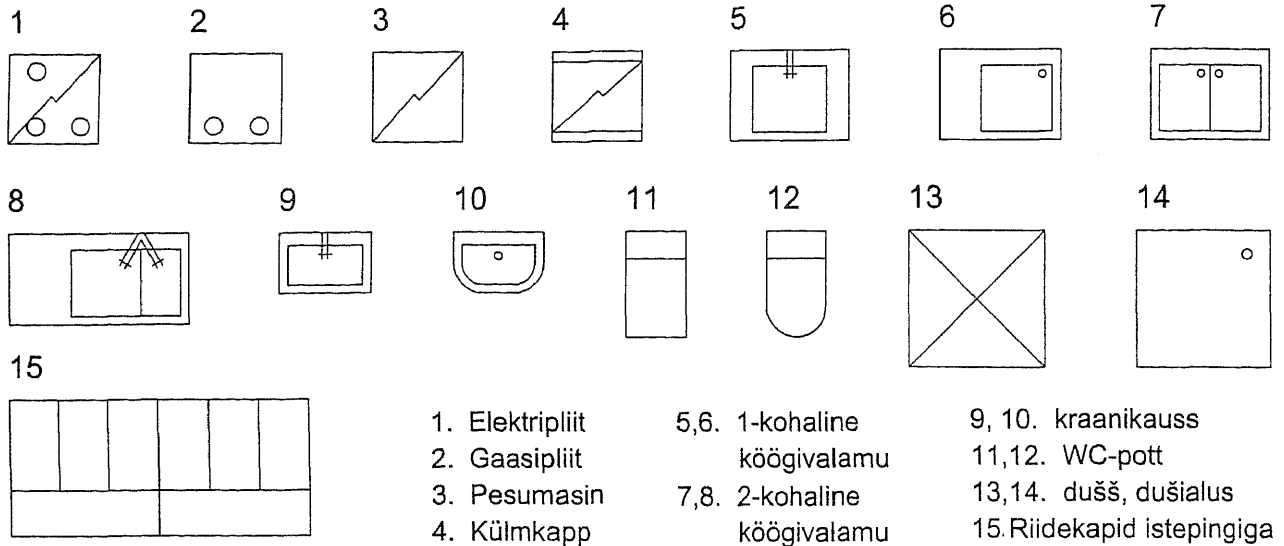 1 2 3 4 5 6 7
8 9 10 11 12 13 14
15
1. Elektripliit
2. Gaasipliit
3. Pesumasin
4. Külmkapp
5,6. 1-kohaline
köögivalamu
7,8. 2-kohaline
köögivalamu
9, 10. kraanikauss
11,12. WC-pott
13,14. dušš, dušialus
15.Riidekapid istepingiga